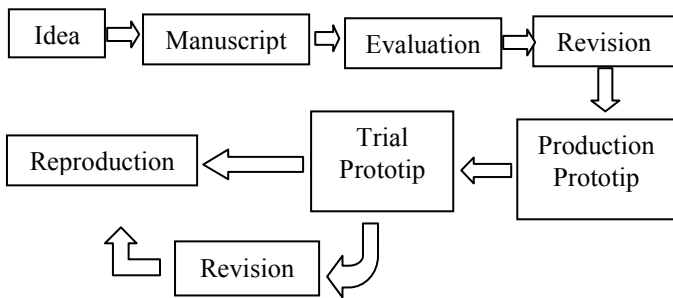 Idea
Manuscript
Evaluation
Revision
Production
Prototip
Trial
Prototip
Reproduction
Revision